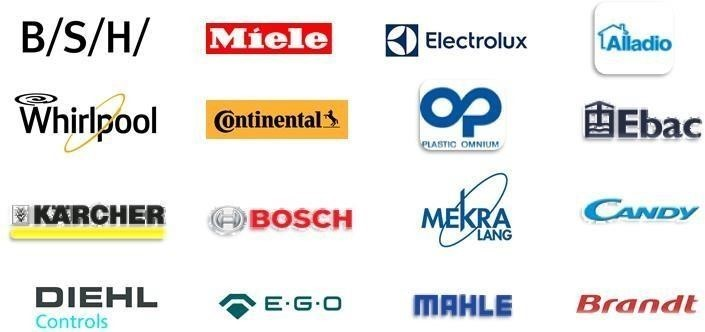 B/S/H/
Miele
Electrolux
Alladio
Whirlpool
Continental
PLASTIC OMNIUM
Ebac
KÄRCHER
BOSCH
MEKRA
LANG
CANDY
DIEHL
Controls
E·G·O
MAHLE
Brandt